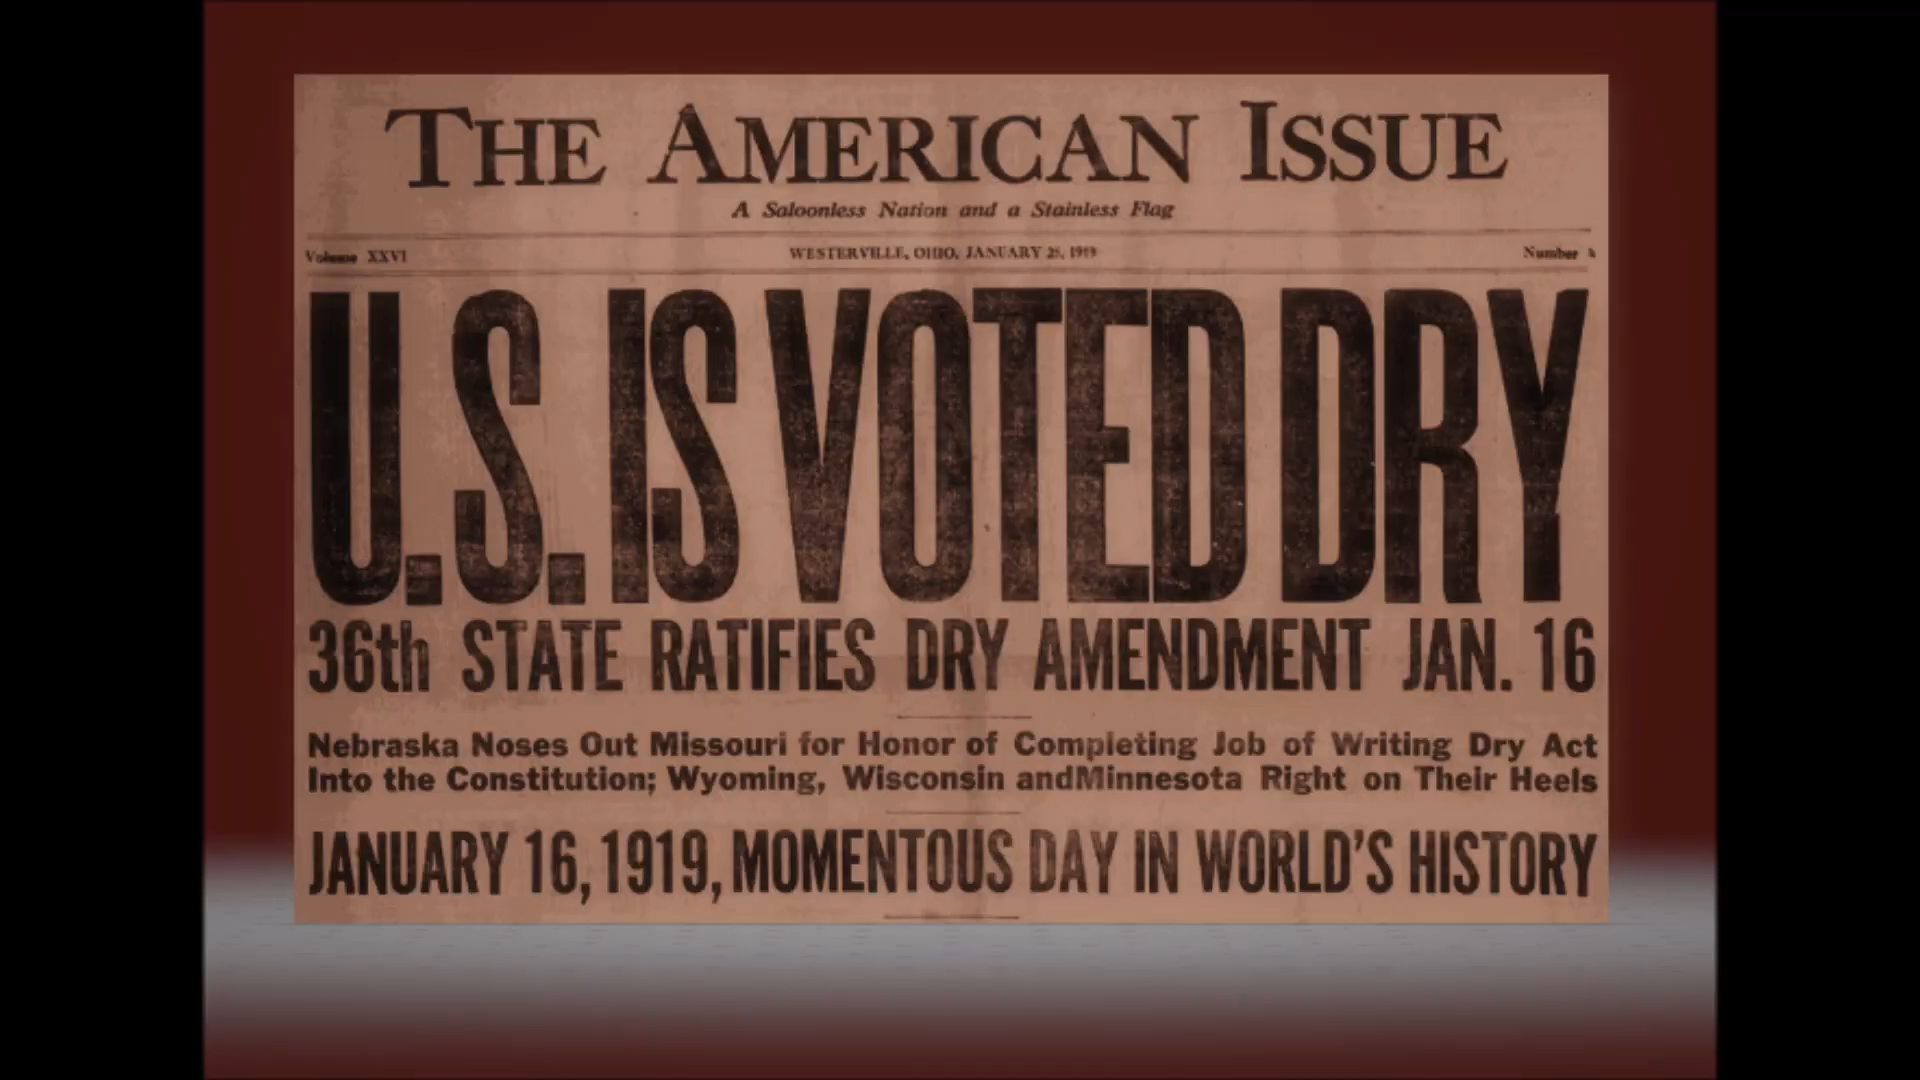 THE AMERICAN ISSUE
A Saloonless Nation and a Stainless Flag
Volume XXVI WESTERVILLE, OHIO, JANUARY 25, 1919 Number
U.S. IS VOTED DRY
36th STATE RATIFIES DRY AMENDMENT JAN. 16
Nebraska Noses Out Missouri for Honor of Completing Job of Writing Dry Act
Into the Constitution; Wyoming, Wisconsin andMinnesota Right on Their Heels
JANUARY 16, 1919, MOMENTOUS DAY IN WORLD'S HISTORY